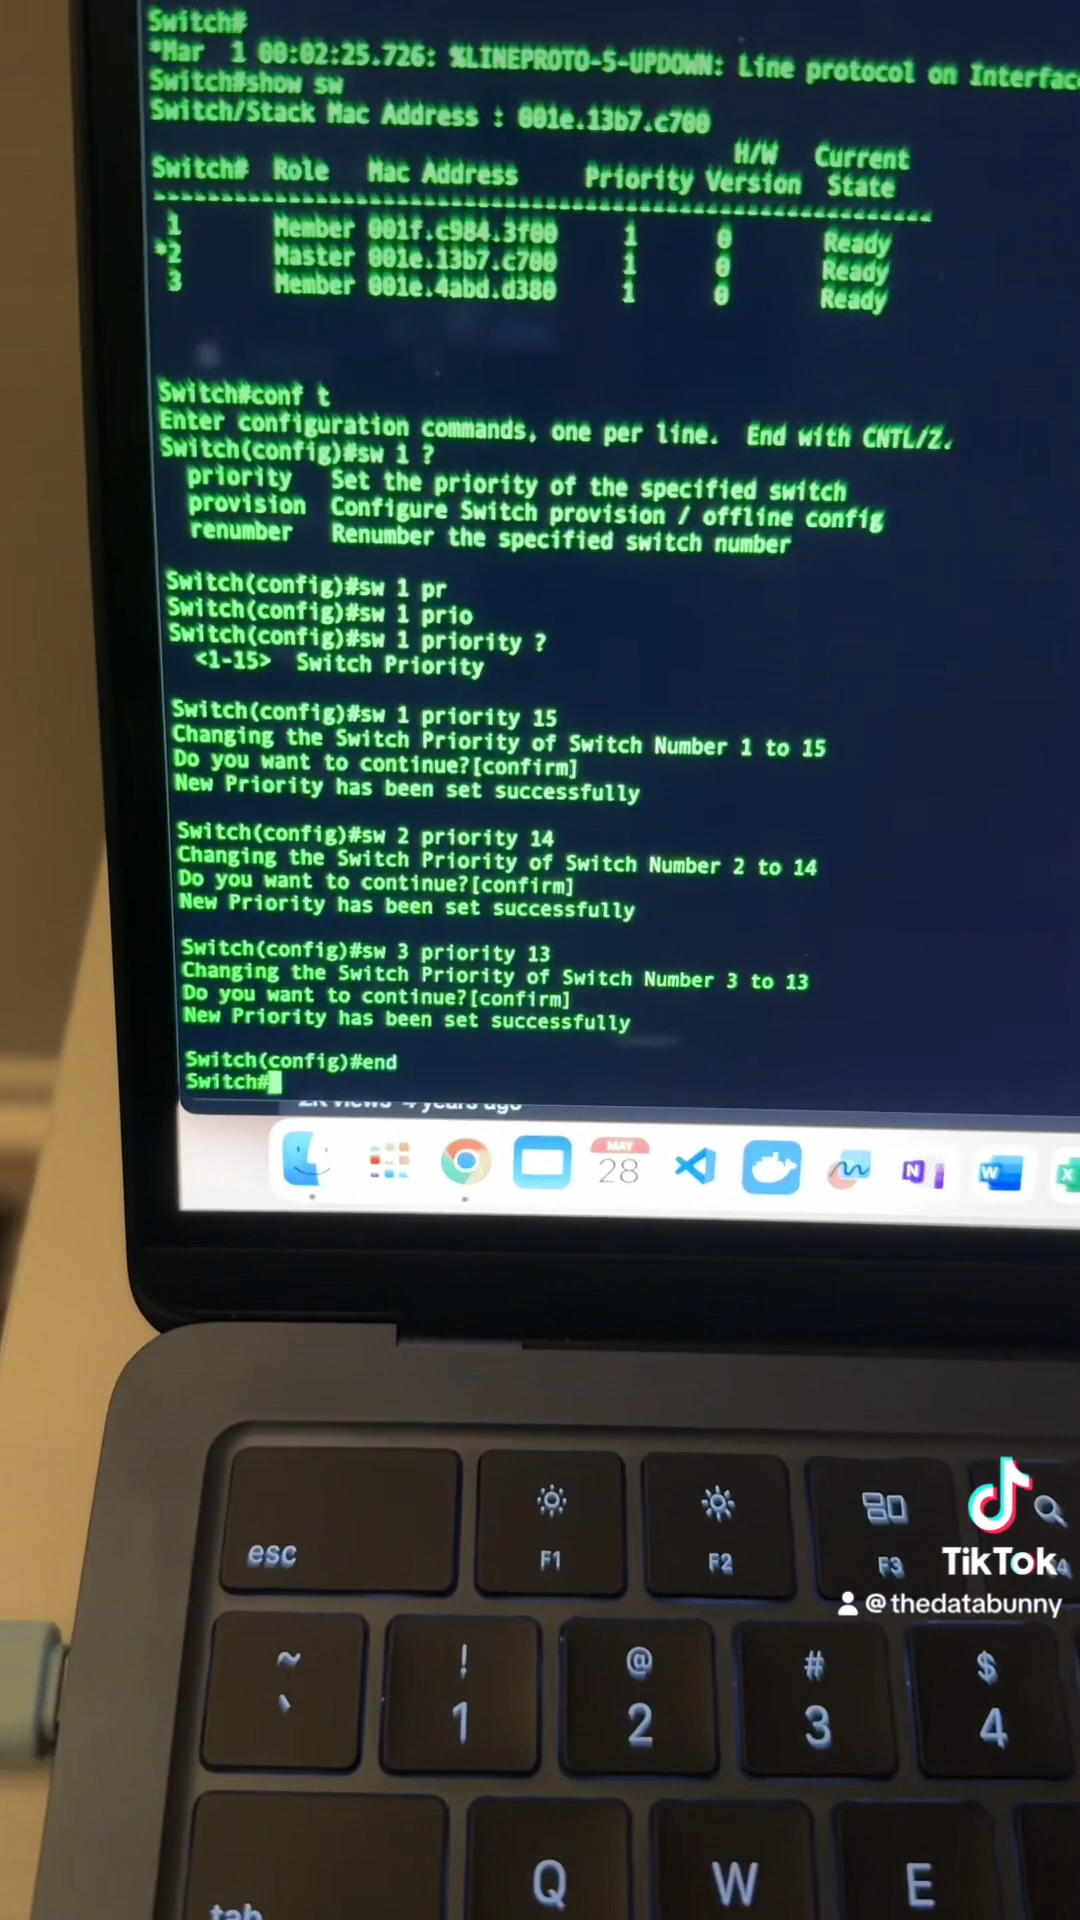 Switch#
*Mar  1 00:02:25.726: %LINEPROTO-5-UPDOWN: Line protocol on Interface
Switch#show sw
Switch/Stack Mac Address : 001e.13b7.c700
H/W Current
Switch# Role Mac Address Priority Version State
1 Member 001f.c984.3f00 1 0 Ready
*2 Master 001e.13b7.c700 1 0 Ready
3 Member 001e.4abd.d380 1 0 Ready
Switch#conf t
Enter configuration commands, one per line.  End with CNTL/Z.
Switch(config)#sw 1 ?
priority Set the priority of the specified switch
provision Configure Switch provision / offline config
renumber Renumber the specified switch number
Switch(config)#sw 1 pr
Switch(config)#sw 1 prio
Switch(config)#sw 1 priority ?
<1-15> Switch Priority
Switch(config)#sw 1 priority 15
Changing the Switch Priority of Switch Number 1 to 15
Do you want to continue?[confirm]
New Priority has been set successfully
Switch(config)#sw 2 priority 14
Changing the Switch Priority of Switch Number 2 to 14
Do you want to continue?[confirm]
New Priority has been set successfully
Switch(config)#sw 3 priority 13
Changing the Switch Priority of Switch Number 3 to 13
Do you want to continue?[confirm]
New Priority has been set successfully
Switch(config)#end
Switch#
2K views 4 years ago
MAY
28
N
W
X
esc F1 F2 F3
TikTok
@thedatabunny
~ ! @ # $
` 1 2 3 4
tab Q W E